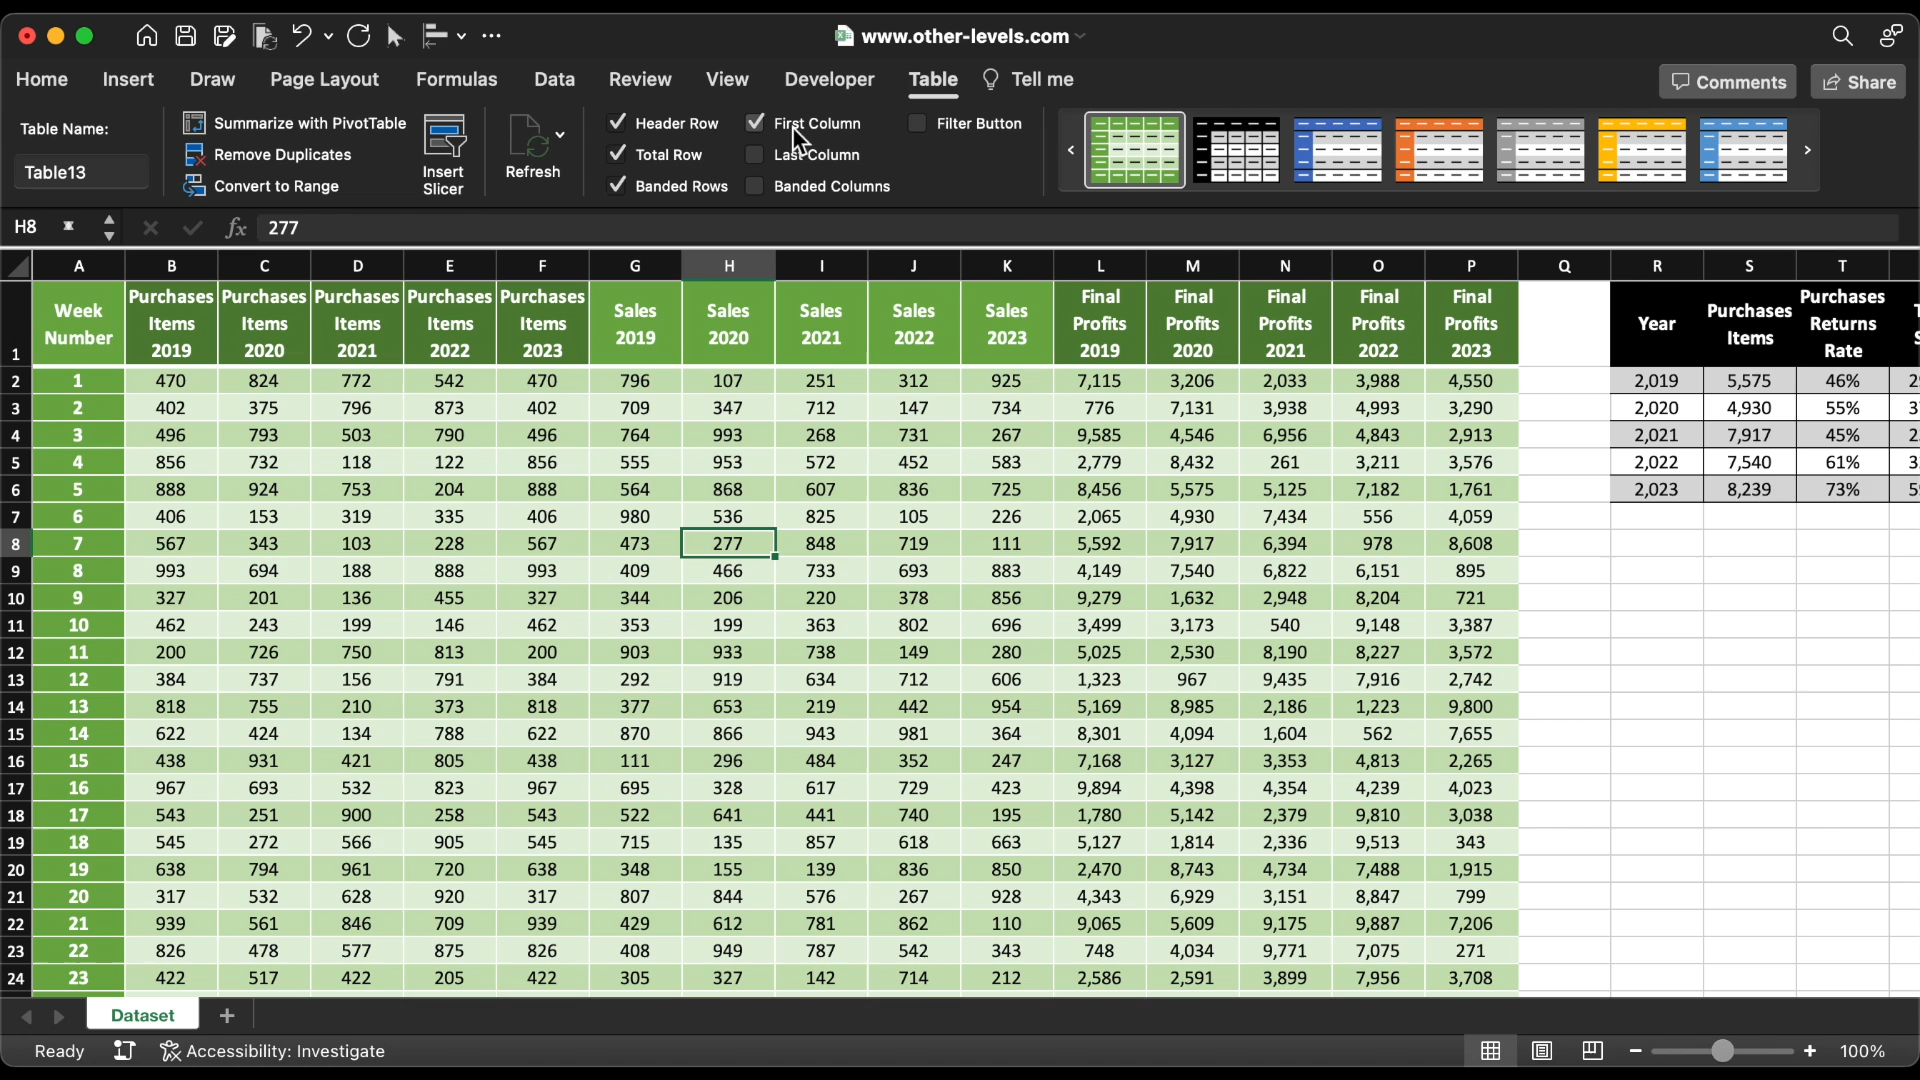 www.other-levels.com
Home Insert Draw Page Layout Formulas Data Review View Developer Table Tell me Comments Share
Table Name:
Table13
Summarize with PivotTable
Remove Duplicates
Convert to Range
Insert
Slicer
Refresh
Header Row First Column Filter Button
Total Row Last Column
Banded Rows Banded Columns
H8 fx 277
A B C D E F G H I J K L M N O P Q R S T
1 Week Number Purchases Items 2019 Purchases Items 2020 Purchases Items 2021 Purchases Items 2022 Purchases Items 2023 Sales 2019 Sales 2020 Sales 2021 Sales 2022 Sales 2023 Final Profits 2019 Final Profits 2020 Final Profits 2021 Final Profits 2022 Final Profits 2023 Year Purchases Items Purchases Returns Rate
2 1 470 824 772 542 470 796 107 251 312 925 7,115 3,206 2,033 3,988 4,550 2,019 5,575 46%
3 2 402 375 796 873 402 709 347 712 147 734 776 7,131 3,938 4,993 3,290 2,020 4,930 55%
4 3 496 793 503 790 496 764 993 268 731 267 9,585 4,546 6,956 4,843 2,913 2,021 7,917 45%
5 4 856 732 118 122 856 555 953 572 452 583 2,779 8,432 261 3,211 3,576 2,022 7,540 61%
6 5 888 924 753 204 888 564 868 607 836 725 8,456 5,575 5,125 7,182 1,761 2,023 8,239 73%
7 6 406 153 319 335 406 980 536 825 105 226 2,065 4,930 7,434 556 4,059
8 7 567 343 103 228 567 473 277 848 719 111 5,592 7,917 6,394 978 8,608
9 8 993 694 188 888 993 409 466 733 693 883 4,149 7,540 6,822 6,151 895
10 9 327 201 136 455 327 344 206 220 378 856 9,279 1,632 2,948 8,204 721
11 10 462 243 199 146 462 353 199 363 802 696 3,499 3,173 540 9,148 3,387
12 11 200 726 750 813 200 903 933 738 149 280 5,025 2,530 8,190 8,227 3,572
13 12 384 737 156 791 384 292 919 634 712 606 1,323 967 9,435 7,916 2,742
14 13 818 755 210 373 818 377 653 219 442 954 5,169 8,985 2,186 1,223 9,800
15 14 622 424 134 788 622 870 866 943 981 364 8,301 4,094 1,604 562 7,655
16 15 438 931 421 805 438 111 296 484 352 247 7,168 3,127 3,353 4,813 2,265
17 16 967 693 532 823 967 695 328 617 729 423 9,894 4,398 4,354 4,239 4,023
18 17 543 251 900 258 543 522 641 441 740 195 1,780 5,142 2,379 9,810 3,038
19 18 545 272 566 905 545 715 135 857 618 663 5,127 1,814 2,336 9,513 343
20 19 638 794 961 720 638 348 155 139 836 850 2,470 8,743 4,734 7,488 1,915
21 20 317 532 628 920 317 807 844 576 267 928 4,343 6,929 3,151 8,847 799
22 21 939 561 846 709 939 429 612 781 862 110 9,065 5,609 9,175 9,887 7,206
23 22 826 478 577 875 826 408 949 787 542 343 748 4,034 9,771 7,075 271
24 23 422 517 422 205 422 305 327 142 714 212 2,586 2,591 3,899 7,956 3,708
Dataset
Ready Accessibility: Investigate 100%